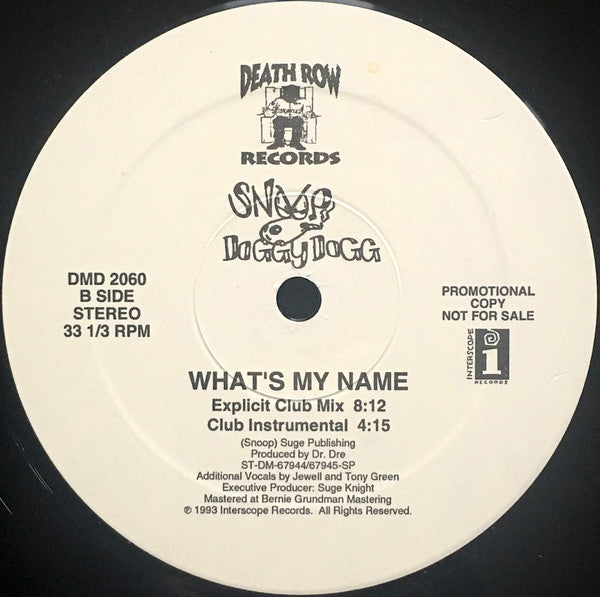 DEATH ROW
RECORDS
SNOOP
DOGGY DOGG
DMD 2060
B SIDE
STEREO
33 1/3 RPM
PROMOTIONAL
COPY
NOT FOR SALE
INTERSCOPE
RECORDS
WHAT'S MY NAME
Explicit Club Mix 8:12
Club Instrumental 4:15
(Snoop) Suge Publishing
Produced by Dr. Dre
ST-DM-67944/67945-SP
Additional Vocals by Jewell and Tony Green
Executive Producer: Suge Knight
Mastered at Bernie Grundman Mastering
℗ 1993 Interscope Records. All Rights Reserved.